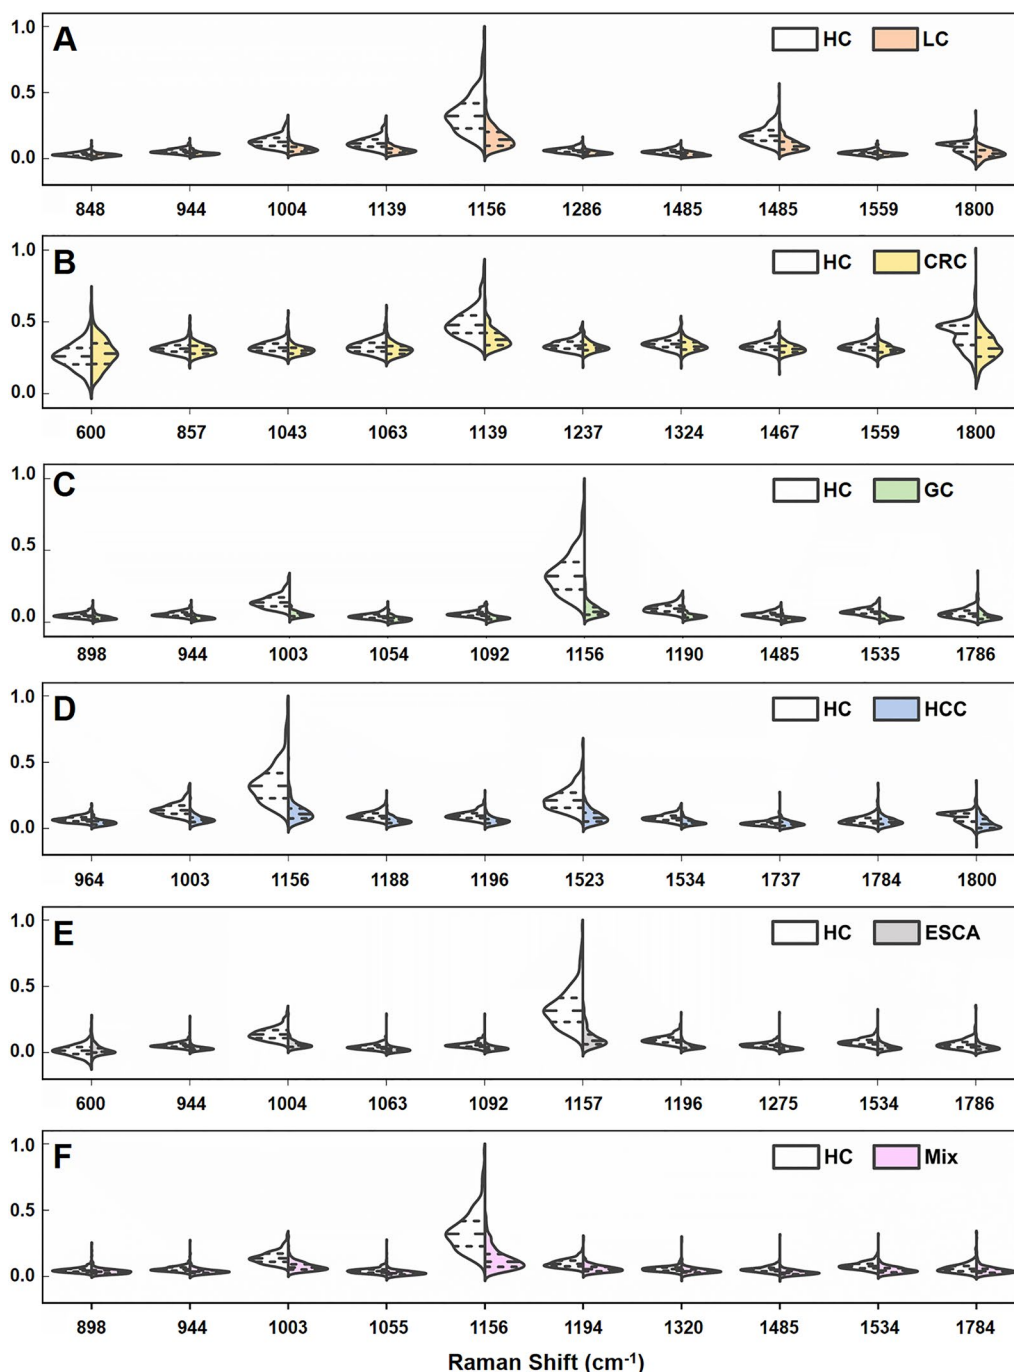 A
HC LC
1.0
0.5
0.0
848 944 1004 1139 1156 1286 1485 1485 1559 1800
B
HC CRC
1.0
0.5
0.0
600 857 1043 1063 1139 1237 1324 1467 1559 1800
C
HC GC
1.0
0.5
0.0
898 944 1003 1054 1092 1156 1190 1485 1535 1786
D
HC HCC
1.0
0.5
0.0
964 1003 1156 1188 1196 1523 1534 1737 1784 1800
E
HC ESCA
1.0
0.5
0.0
600 944 1004 1063 1092 1157 1196 1275 1534 1786
F
HC Mix
1.0
0.5
0.0
898 944 1003 1055 1156 1194 1320 1485 1534 1784
Raman Shift (cm⁻¹)